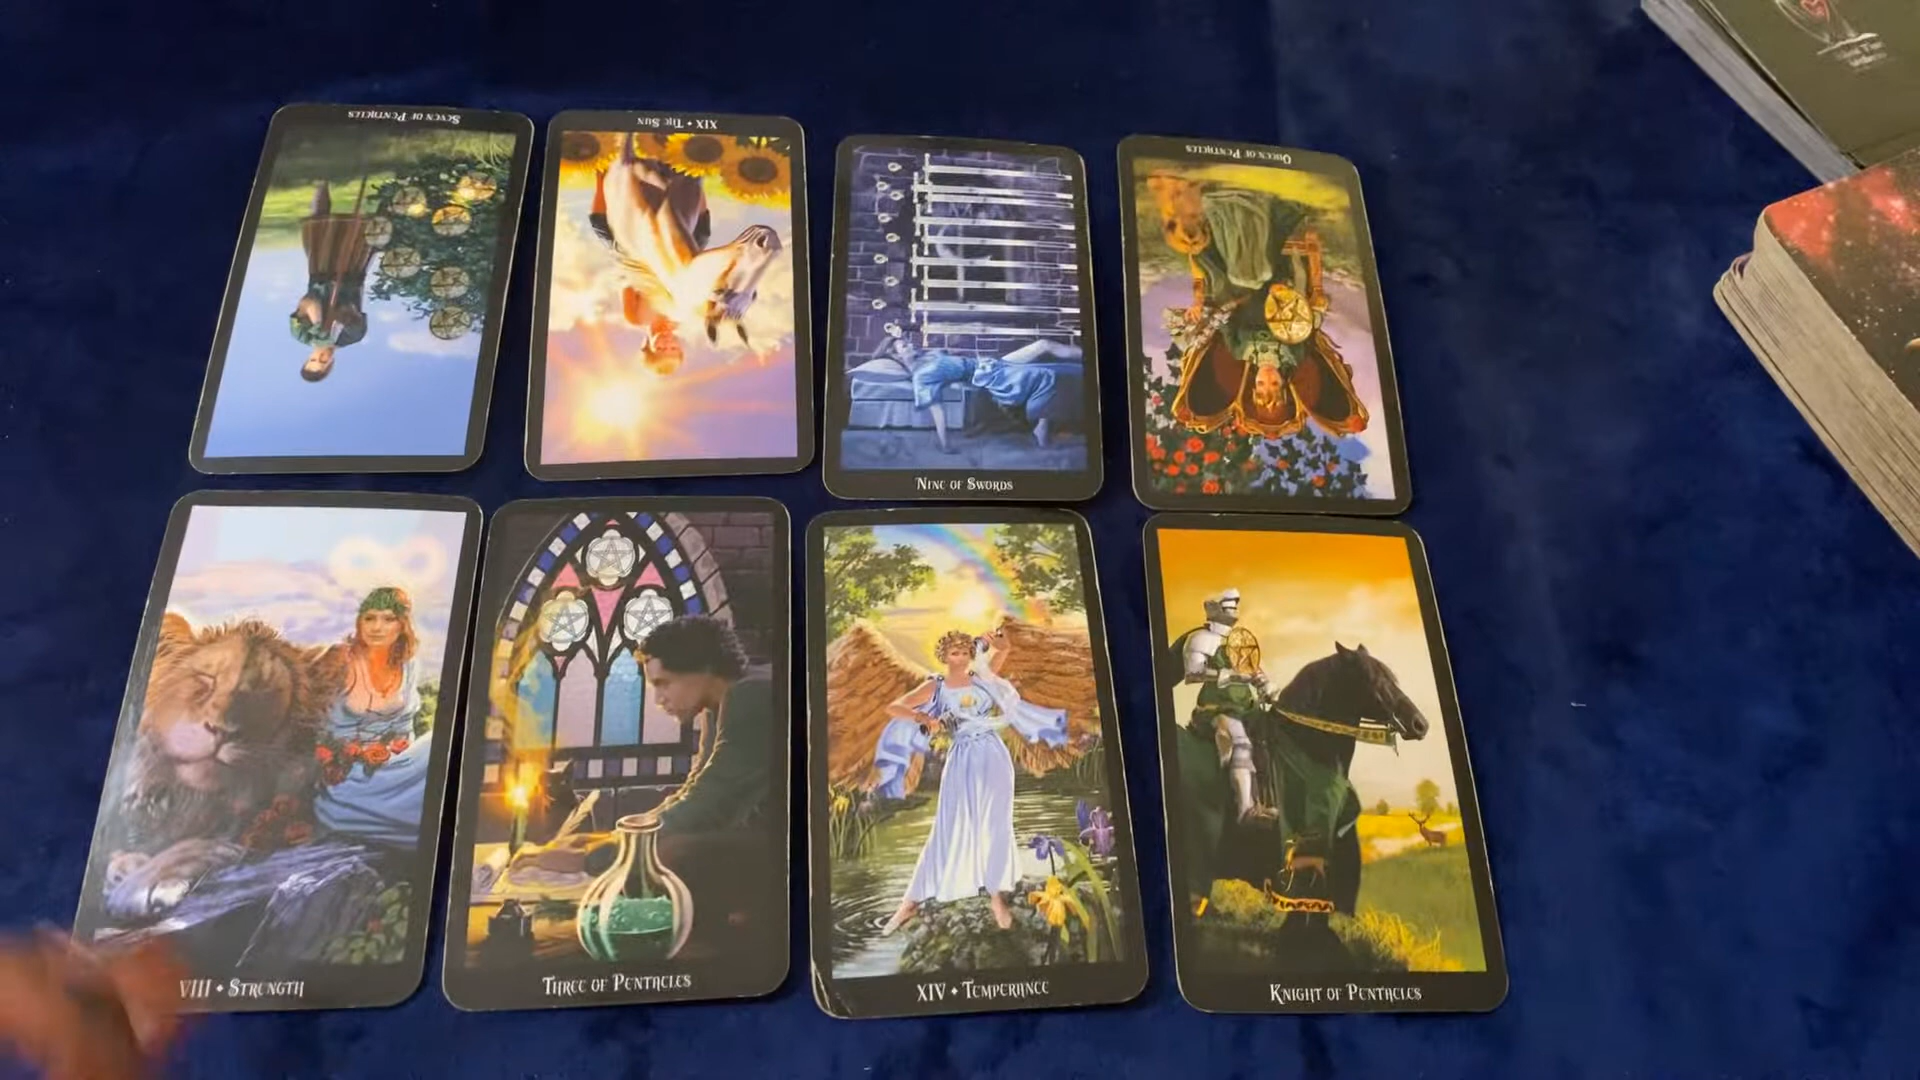 SEVEN OF PENTACLES
XIX • THE SUN
NINE OF SWORDS
QUEEN OF PENTACLES
VIII • STRENGTH
THREE OF PENTACLES
XIV • TEMPERANCE
KNIGHT OF PENTACLES